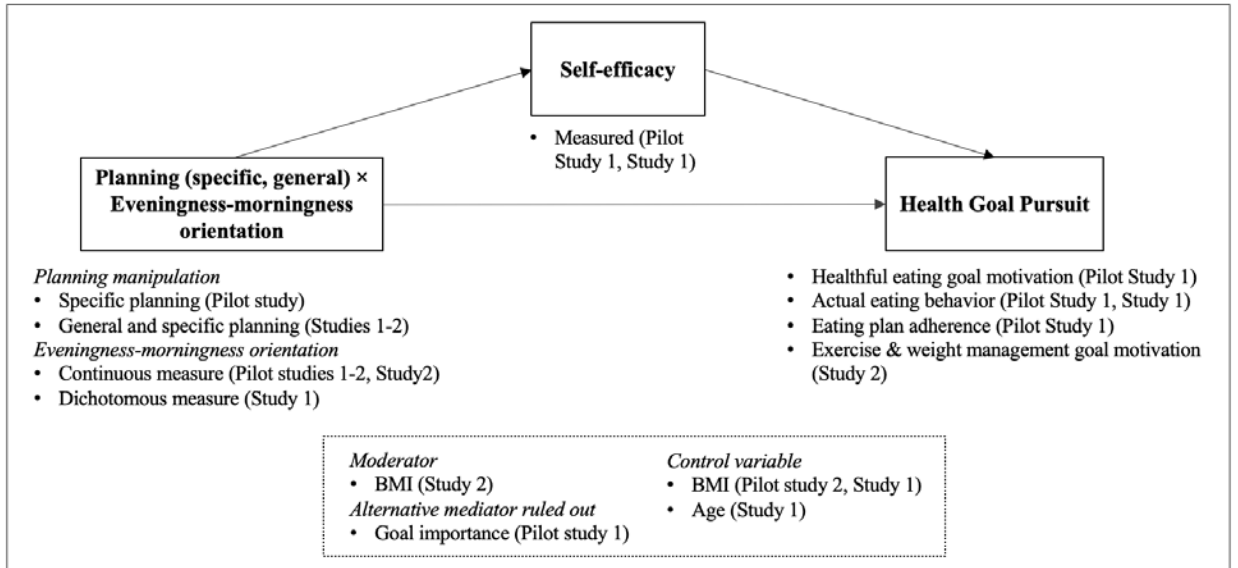 Self-efficacy
• Measured (Pilot
Study 1, Study 1)
Planning (specific, general) ×
Eveningness-morningness
orientation
Health Goal Pursuit
Planning manipulation
• Specific planning (Pilot study)
• General and specific planning (Studies 1-2)
Eveningness-morningness orientation
• Continuous measure (Pilot studies 1-2, Study2)
• Dichotomous measure (Study 1)
• Healthful eating goal motivation (Pilot Study 1)
• Actual eating behavior (Pilot Study 1, Study 1)
• Eating plan adherence (Pilot Study 1)
• Exercise & weight management goal motivation
(Study 2)
Moderator
• BMI (Study 2)
Alternative mediator ruled out
• Goal importance (Pilot study 1)
Control variable
• BMI (Pilot study 2, Study 1)
• Age (Study 1)